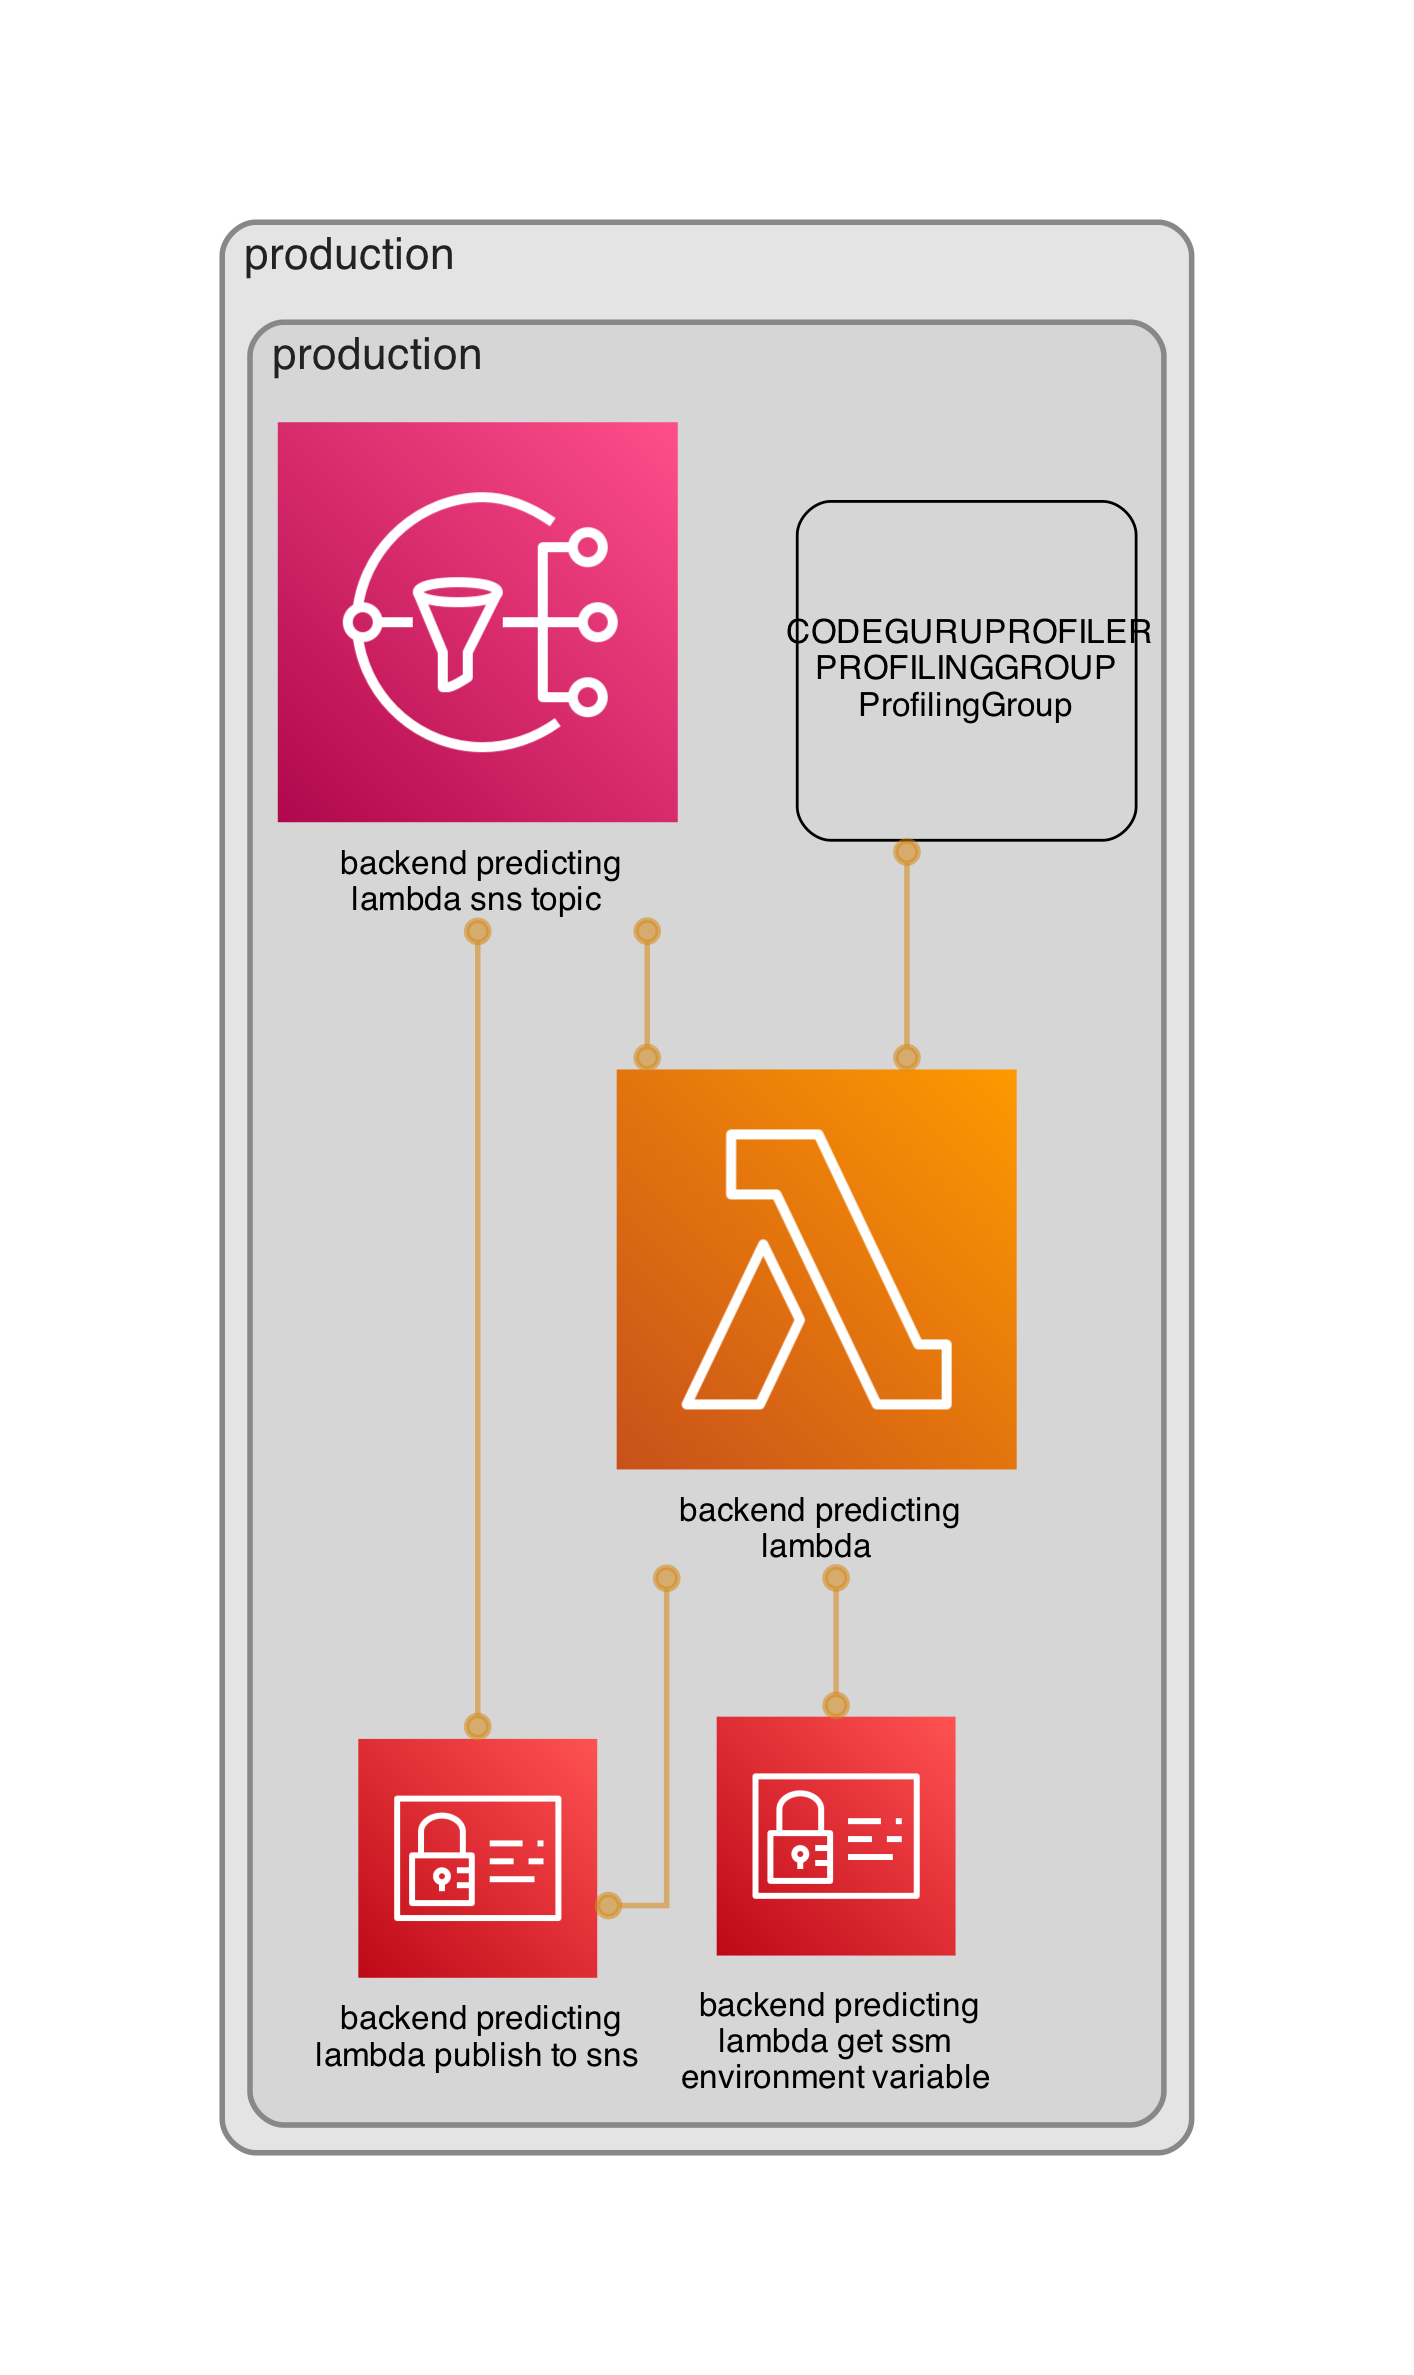 production
production
backend predicting
lambda sns topic
CODEGURUPROFILER
PROFILINGGROUP
ProfilingGroup
backend predicting
lambda
backend predicting
lambda publish to sns
backend predicting
lambda get ssm
environment variable